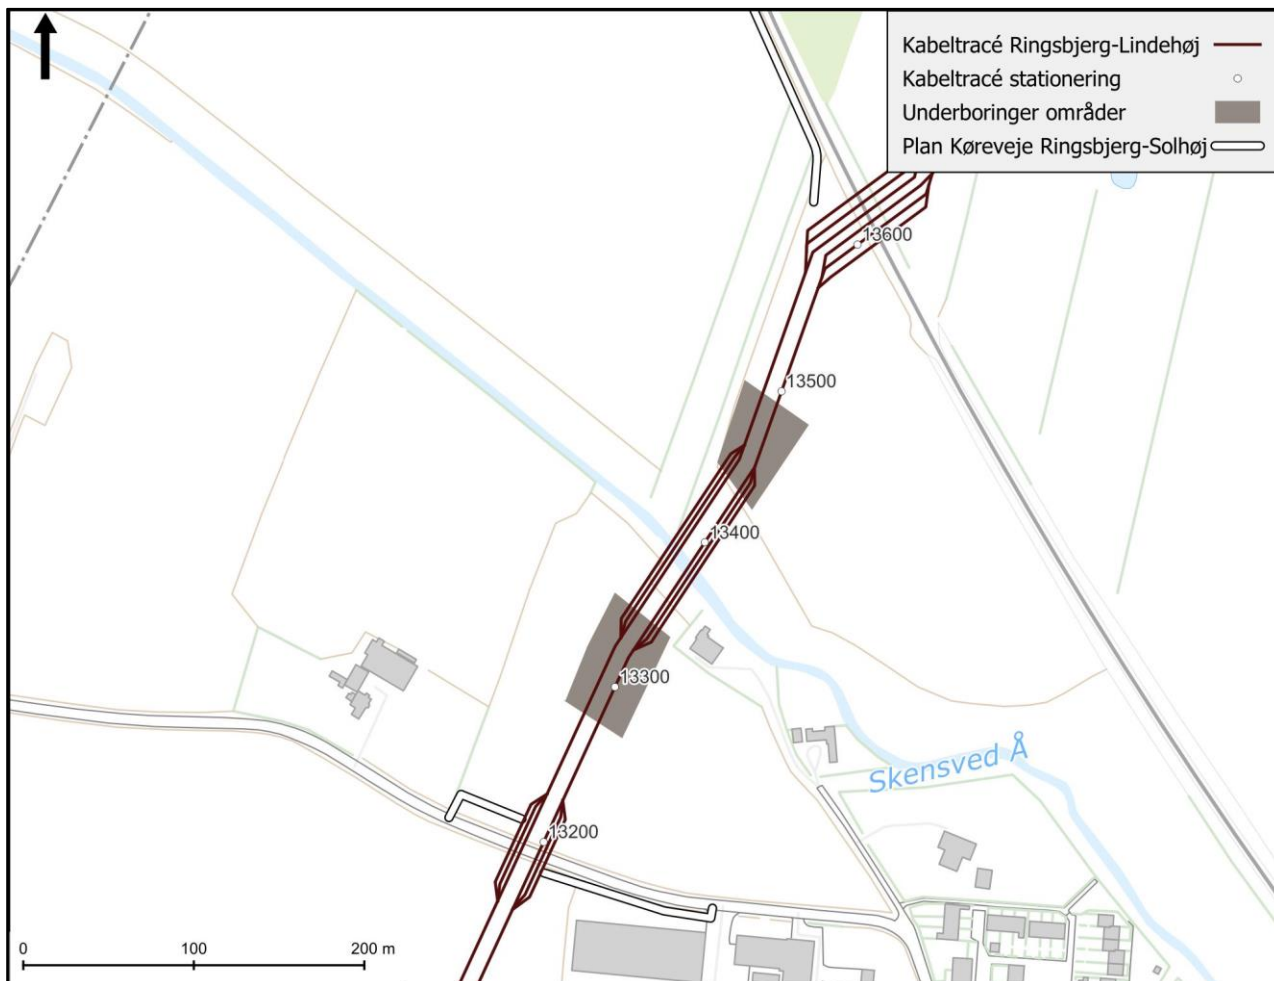 Kabeltracé Ringsbjerg-Lindehøj
Kabeltracé stationering
Underboringer områder
Plan Køreveje Ringsbjerg-Solhøj
13600
13500
13400
13300
Skensved Å
13200
0 100 200 m